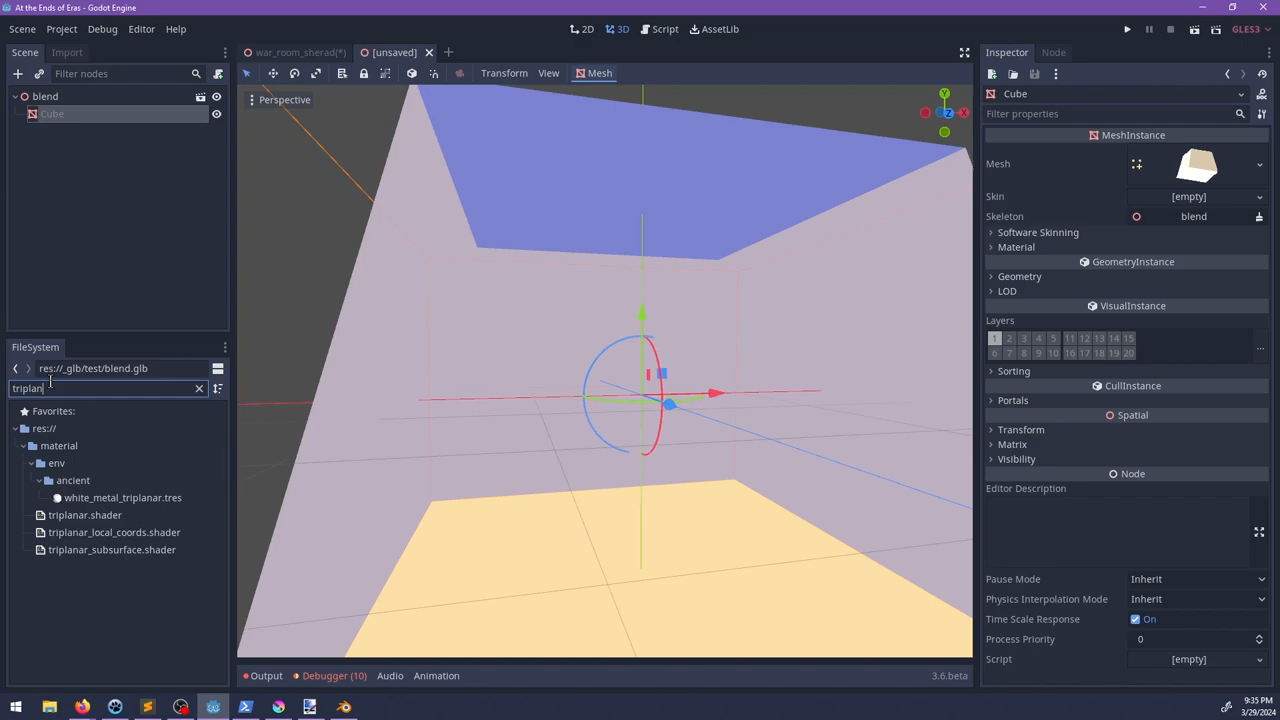 At the Ends of Eras - Godot Engine
Scene Project Debug Editor Help
2D 3D Script AssetLib
GLES3
Scene Import
war_room_sherad(*) [unsaved]
Inspector Node
Filter nodes
Transform View Mesh
blend
Cube
Perspective
Y
Z
X
Cube
Filter properties
MeshInstance
Mesh
Skin [empty]
Skeleton blend
Software Skinning
Material
GeometryInstance
Geometry
LOD
VisualInstance
Layers
1 2 3 4 5 11 12 13 14 15
6 7 8 9 10 16 17 18 19 20
...
Sorting
CullInstance
Portals
Spatial
Transform
Matrix
Visibility
Node
Editor Description
Pause Mode Inherit
Physics Interpolation Mode Inherit
Time Scale Response On
Process Priority 0
Script [empty]
FileSystem
res://_glb/test/blend.glb
triplan
Favorites:
res://
material
env
ancient
white_metal_triplanar.tres
triplanar.shader
triplanar_local_coords.shader
triplanar_subsurface.shader
Output Debugger (10) Audio Animation
3.6.beta
9:35 PM
3/29/2024